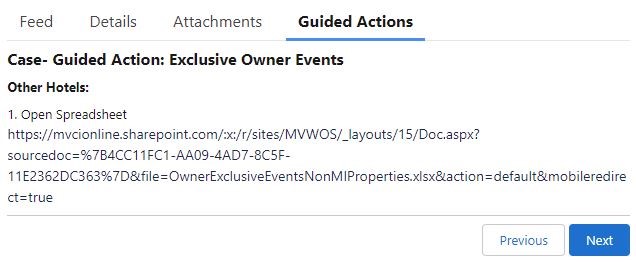 Feed Details Attachments Guided Actions
Case- Guided Action: Exclusive Owner Events
Other Hotels:
1. Open Spreadsheet
https://mvcionline.sharepoint.com/:x:/r/sites/MVWOS/_layouts/15/Doc.aspx?
sourcedoc=%7B4CC11FC1-AA09-4AD7-8C5F-
11E2362DC363%7D&file=OwnerExclusiveEventsNonMIProperties.xlsx&action=default&mobileredire
ct=true
Previous Next